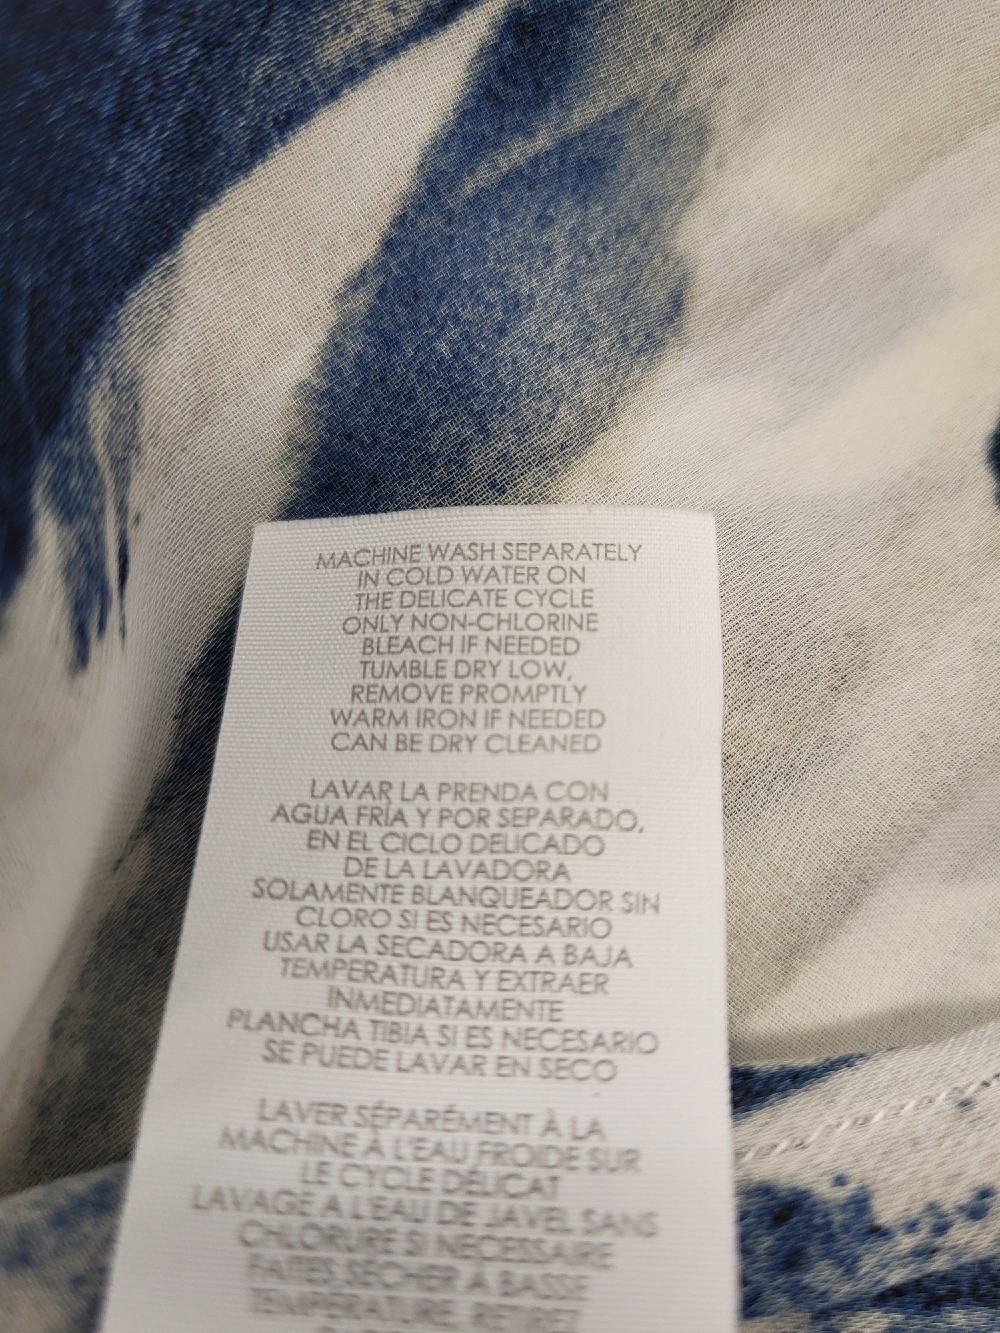 MACHINE WASH SEPARATELY
IN COLD WATER ON
THE DELICATE CYCLE
ONLY NON-CHLORINE
BLEACH IF NEEDED
TUMBLE DRY LOW,
REMOVE PROMPTLY
WARM IRON IF NEEDED
CAN BE DRY CLEANED
LAVAR LA PRENDA CON
AGUA FRÍA Y POR SEPARADO,
EN EL CICLO DELICADO
DE LA LAVADORA
SOLAMENTE BLANQUEADOR SIN
CLORO SI ES NECESARIO
USAR LA SECADORA A BAJA
TEMPERATURA Y EXTRAER
INMEDIATAMENTE
PLANCHA TIBIA SI ES NECESARIO
SE PUEDE LAVAR EN SECO
LAVER SÉPARÉMENT À LA
MACHINE À L'EAU FROIDE SUR
LE CYCLE DÉLICAT
LAVAGE A L'EAU DE JAVEL SANS
CHLORURE SI NECESSAIRE
FAITES SÉCHER À BASSE
TEMPÉRATURE, RETIREZ